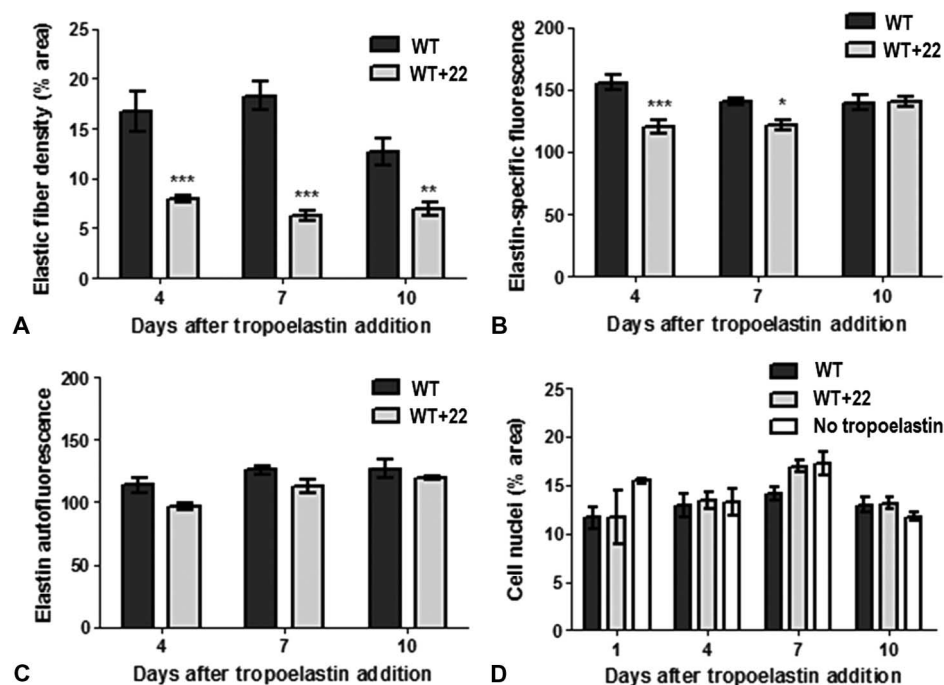 WT
WT+22
Elastic fiber density (% area)
25
20
15
10
5
0
***
***
**
4 7 10
Days after tropoelastin addition
A
WT
WT+22
Elastin-specific fluorescence
200
150
100
50
0
***
*
4 7 10
Days after tropoelastin addition
B
WT
WT+22
Elastin autofluorescence
200
150
100
50
0
4 7 10
Days after tropoelastin addition
C
WT
WT+22
No tropoelastin
Cell nuclei (% area)
25
20
15
10
5
0
1 4 7 10
Days after tropoelastin addition
D